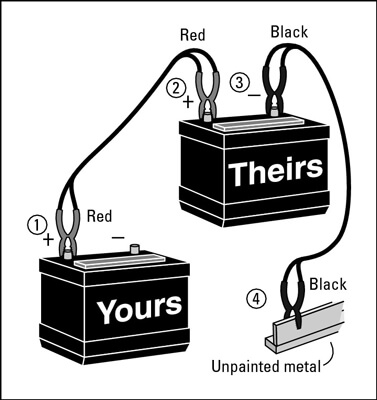 Red
Black
② + ③ −
Theirs
① + Red −
Yours
④ Black
Unpainted metal